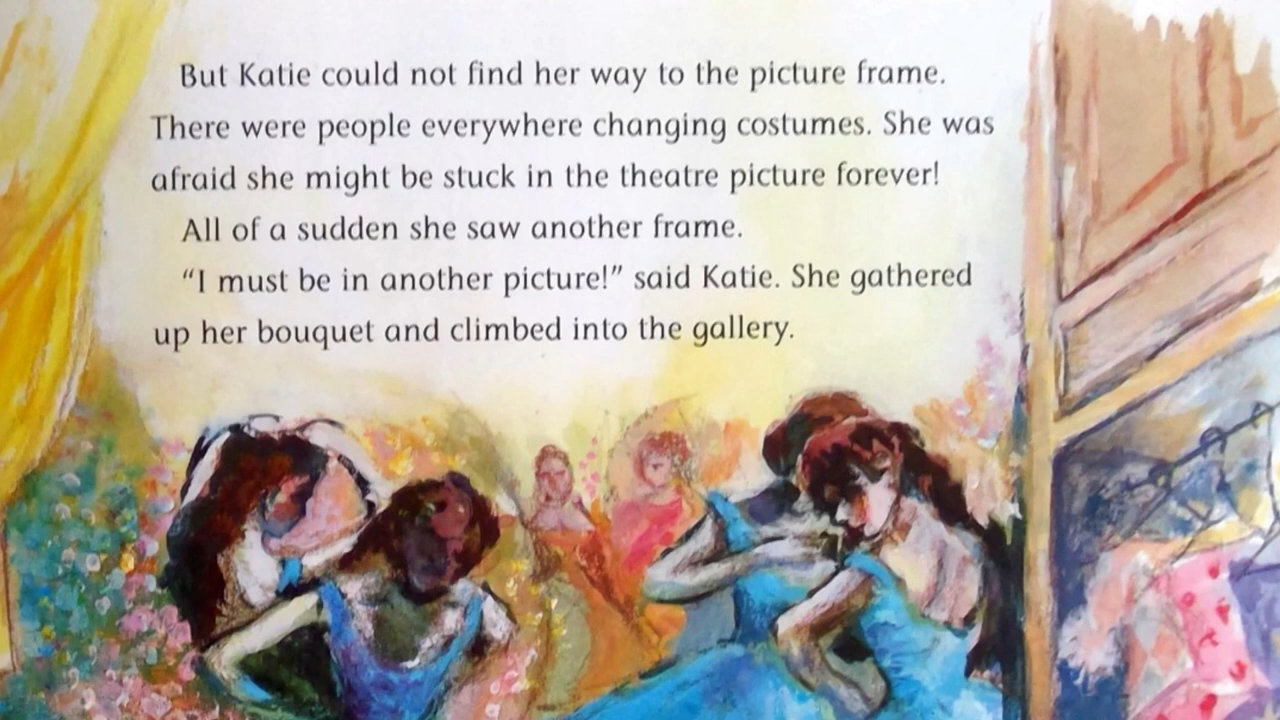 But Katie could not find her way to the picture frame.
There were people everywhere changing costumes. She was
afraid she might be stuck in the theatre picture forever!
All of a sudden she saw another frame.
“I must be in another picture!” said Katie. She gathered
up her bouquet and climbed into the gallery.